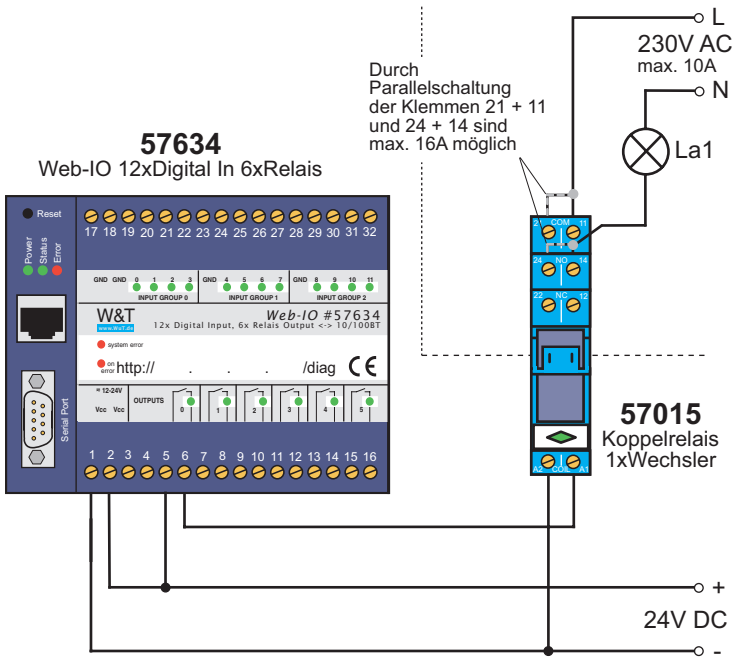 L
230V AC
max. 10A
N
Durch
Parallelschaltung
der Klemmen 21 + 11
und 24 + 14 sind
max. 16A möglich
La1
57634
Web-IO 12xDigital In 6xRelais
Reset
Power
Status
Error
17 18 19 20 21 22 23 24 25 26 27 28 29 30 31 32
GND GND 0 1 2 3 GND 4 5 6 7 GND 8 9 10 11
INPUT GROUP 0 INPUT GROUP 1 INPUT GROUP 2
W&T
www.WuT.de
Web-IO #57634
12x Digital Input, 6x Relais Output <-> 10/100BT
system error
on
error
http:// . . . /diag CE
≂ 12-24V
Vcc Vcc
OUTPUTS
0 1 2 3 4 5
Serial Port
1 2 3 4 5 6 7 8 9 10 11 12 13 14 15 16
21 COM 11
24 NO 14
22 NC 12
A2 COIL A1
57015
Koppelrelais
1xWechsler
+
24V DC
-